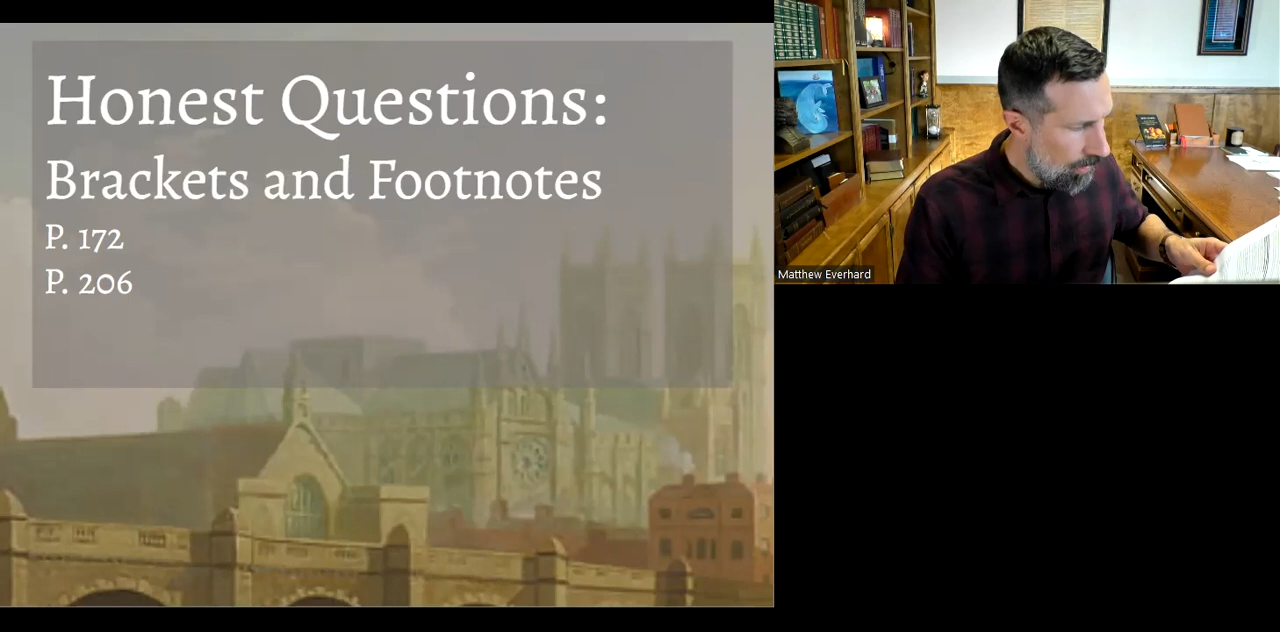 Honest Questions:
Brackets and Footnotes
P. 172
P. 206
Matthew Everhard